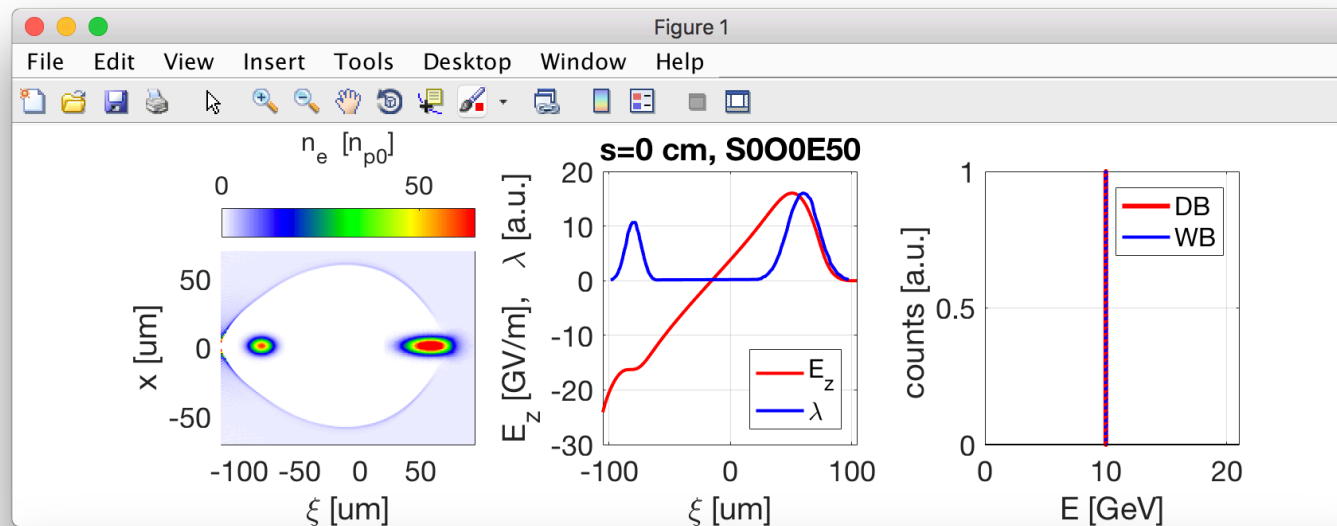 Figure 1
File Edit View Insert Tools Desktop Window Help
n_e [n_p0]
0 50
50
0
-50
x [um]
-100 -50 0 50
ξ [um]
s=0 cm, S0O0E50
20
10
0
-10
-20
-30
E_z [GV/m], λ [a.u.]
E_z
λ
-100 0 100
ξ [um]
1
0.5
0
counts [a.u.]
DB
WB
0 10 20
E [GeV]